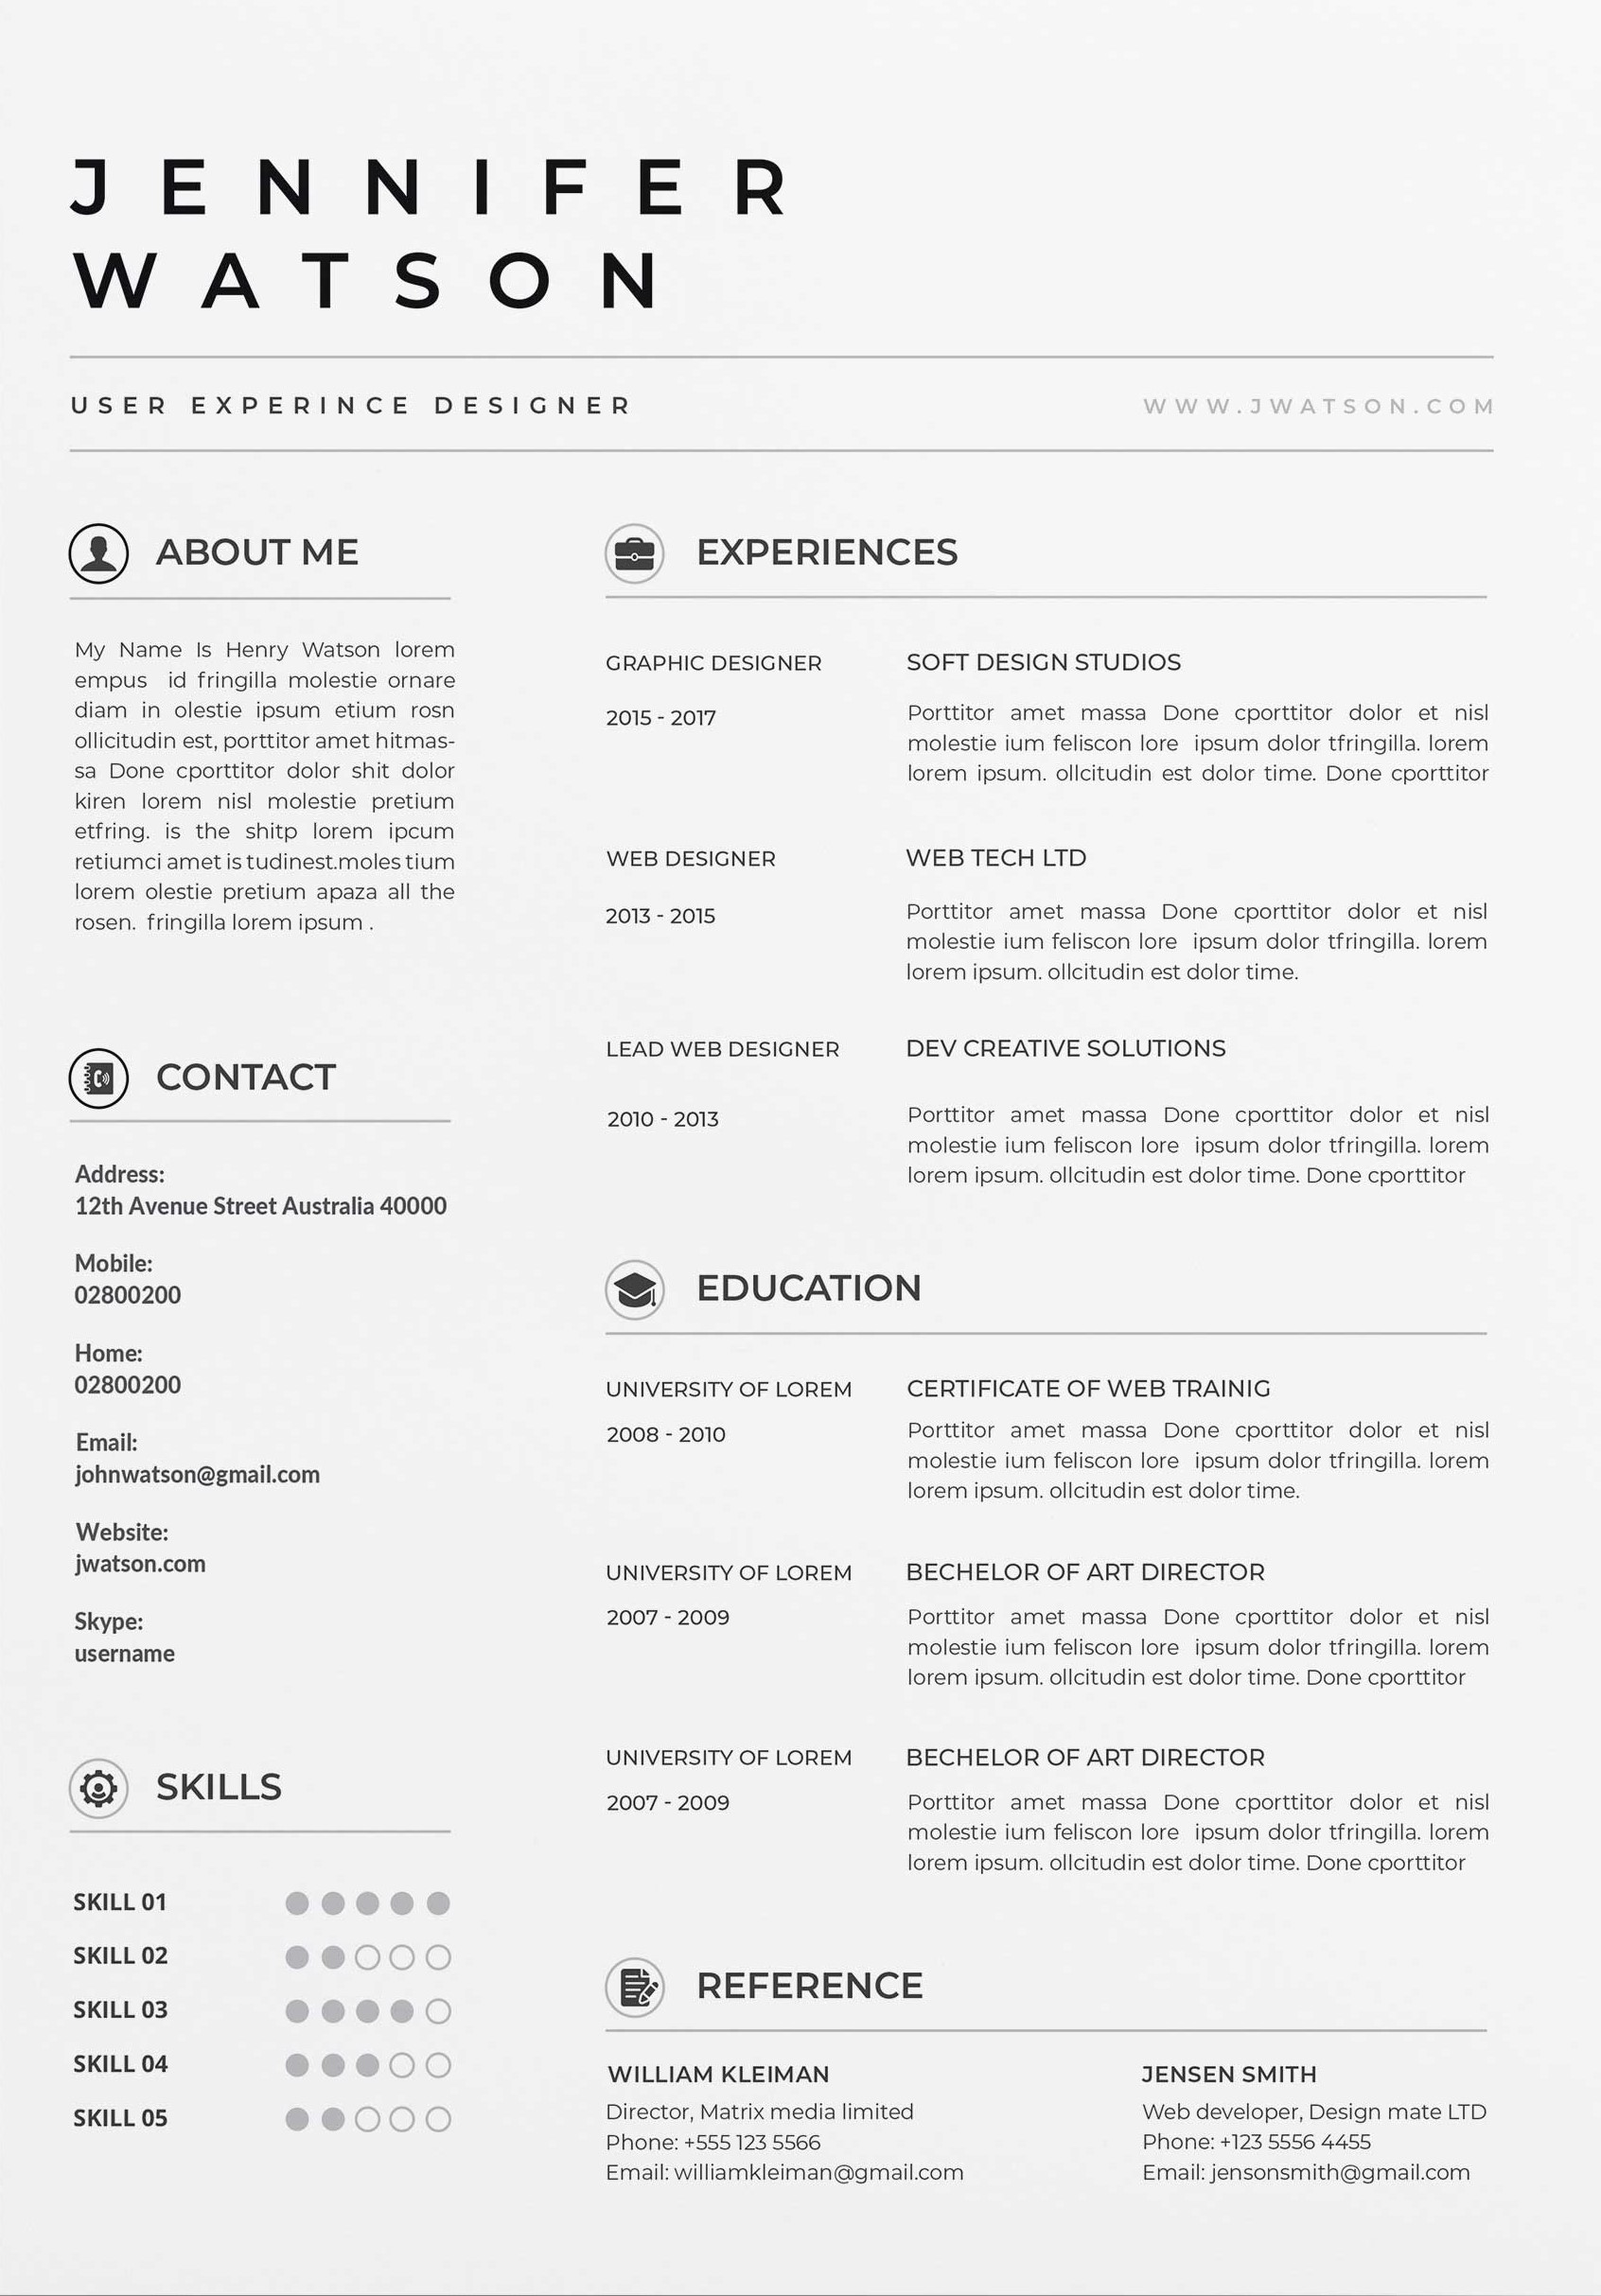 JENNIFER
WATSON
USER EXPERINCE DESIGNER
WWW.JWATSON.COM
ABOUT ME
My Name Is Henry Watson lorem
empus id fringilla molestie ornare
diam in olestie ipsum etium rosn
ollicitudin est, porttitor amet hitmas-
sa Done cporttitor dolor shit dolor
kiren lorem nisl molestie pretium
etfring. is the shitp lorem ipcum
retiumci amet is tudinest.moles tium
lorem olestie pretium apaza all the
rosen. fringilla lorem ipsum .
CONTACT
Address:
12th Avenue Street Australia 40000
Mobile:
02800200
Home:
02800200
Email:
johnwatson@gmail.com
Website:
jwatson.com
Skype:
username
SKILLS
SKILL 01
SKILL 02
SKILL 03
SKILL 04
SKILL 05
EXPERIENCES
GRAPHIC DESIGNER
2015 - 2017
SOFT DESIGN STUDIOS
Porttitor amet massa Done cporttitor dolor et nisl
molestie ium feliscon lore ipsum dolor tfringilla. lorem
lorem ipsum. ollcitudin est dolor time. Done cporttitor
WEB DESIGNER
2013 - 2015
WEB TECH LTD
Porttitor amet massa Done cporttitor dolor et nisl
molestie ium feliscon lore ipsum dolor tfringilla. lorem
lorem ipsum. ollcitudin est dolor time.
LEAD WEB DESIGNER
2010 - 2013
DEV CREATIVE SOLUTIONS
Porttitor amet massa Done cporttitor dolor et nisl
molestie ium feliscon lore ipsum dolor tfringilla. lorem
lorem ipsum. ollcitudin est dolor time. Done cporttitor
EDUCATION
UNIVERSITY OF LOREM
2008 - 2010
CERTIFICATE OF WEB TRAINIG
Porttitor amet massa Done cporttitor dolor et nisl
molestie ium feliscon lore ipsum dolor tfringilla. lorem
lorem ipsum. ollcitudin est dolor time.
UNIVERSITY OF LOREM
2007 - 2009
BECHELOR OF ART DIRECTOR
Porttitor amet massa Done cporttitor dolor et nisl
molestie ium feliscon lore ipsum dolor tfringilla. lorem
lorem ipsum. ollcitudin est dolor time. Done cporttitor
UNIVERSITY OF LOREM
2007 - 2009
BECHELOR OF ART DIRECTOR
Porttitor amet massa Done cporttitor dolor et nisl
molestie ium feliscon lore ipsum dolor tfringilla. lorem
lorem ipsum. ollcitudin est dolor time. Done cporttitor
REFERENCE
WILLIAM KLEIMAN
Director, Matrix media limited
Phone: +555 123 5566
Email: williamkleiman@gmail.com
JENSEN SMITH
Web developer, Design mate LTD
Phone: +123 5556 4455
Email: jensonsmith@gmail.com